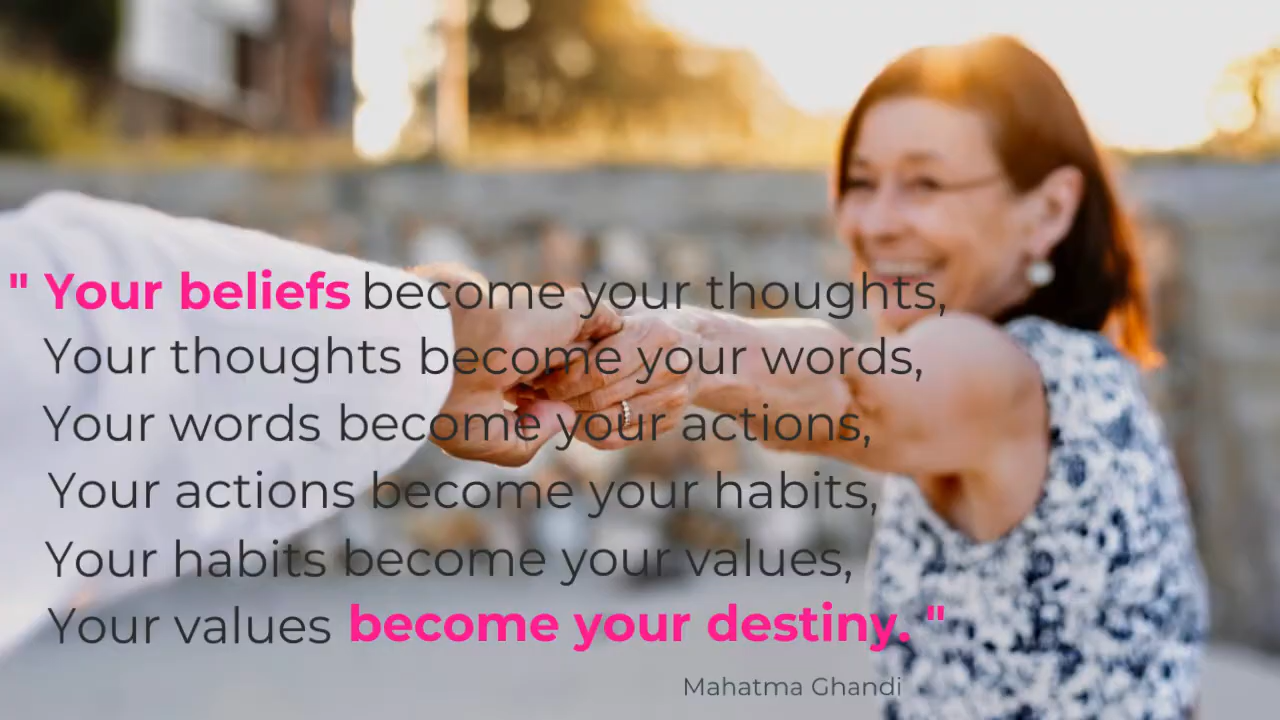 " Your beliefs become your thoughts,
Your thoughts become your words,
Your words become your actions,
Your actions become your habits,
Your habits become your values,
Your values become your destiny. "
Mahatma Ghandi